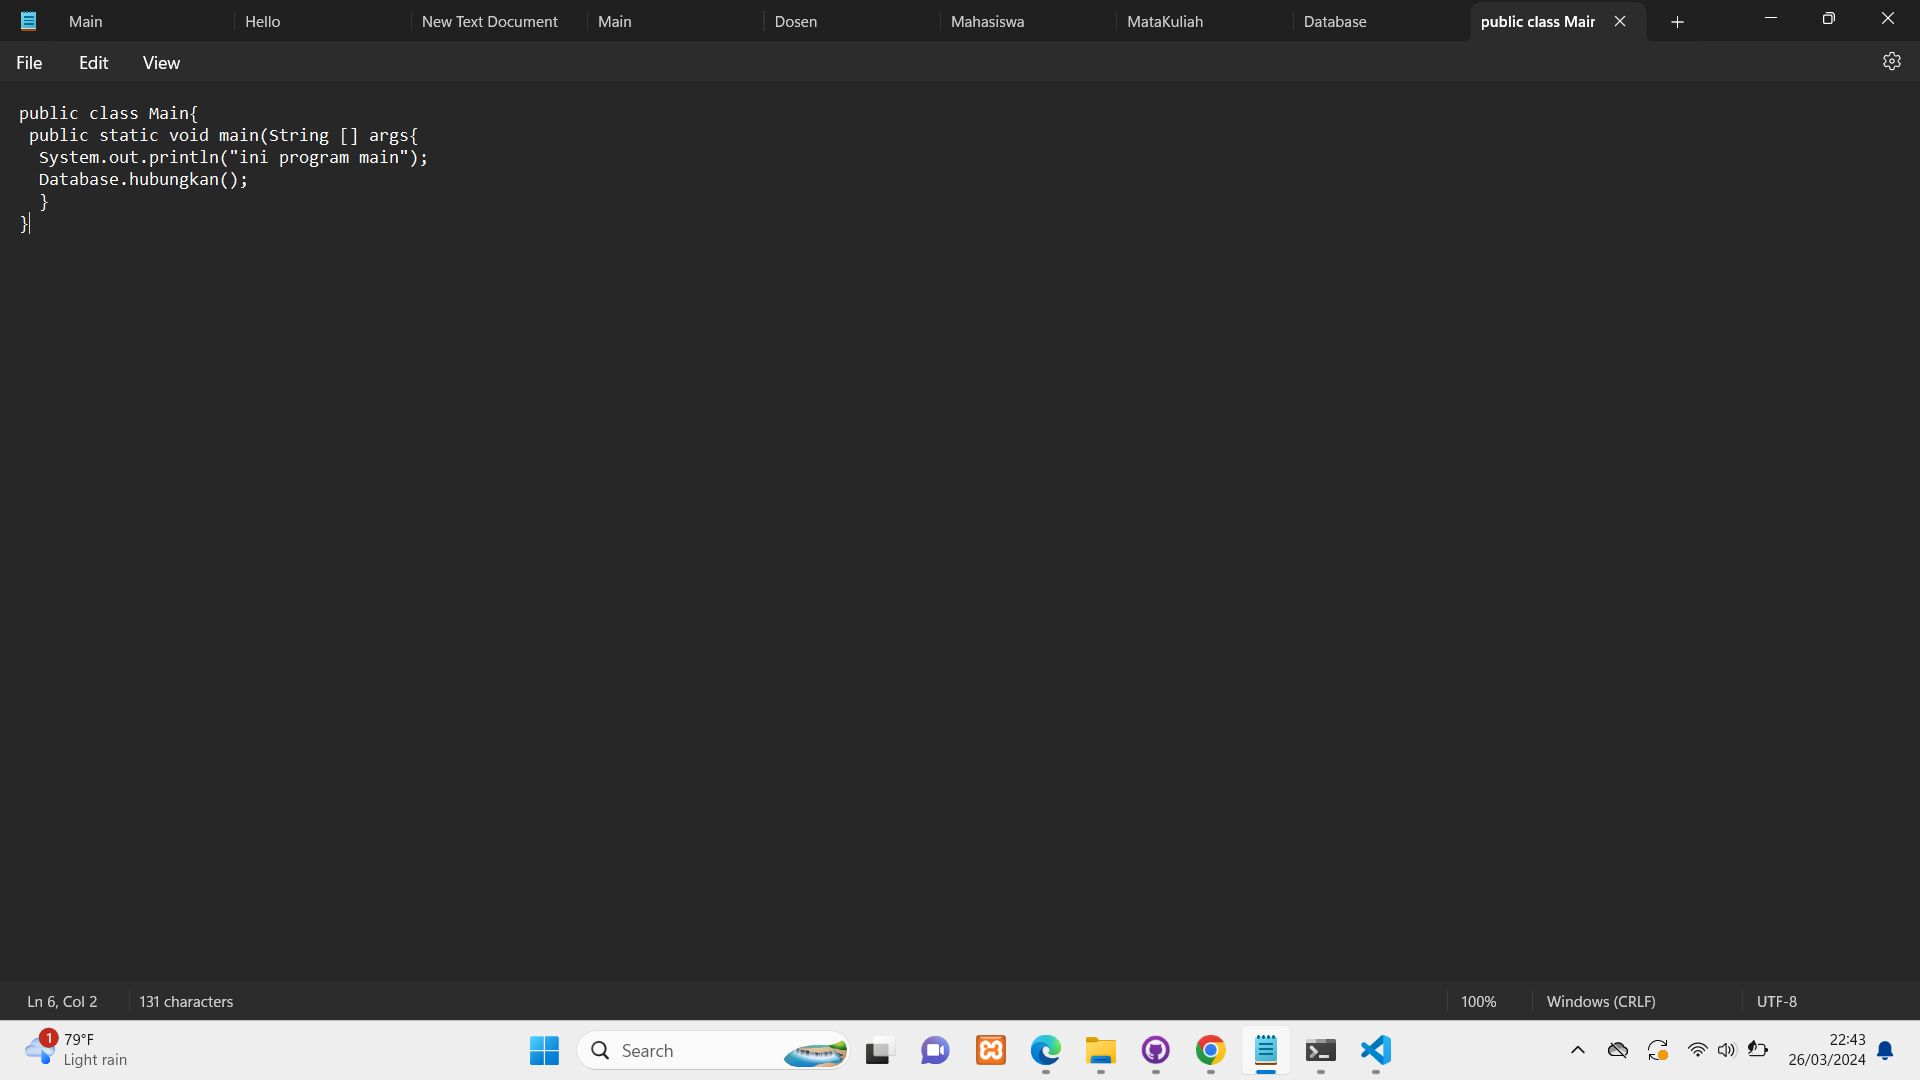 Main
Hello
New Text Document
Main
Dosen
Mahasiswa
MataKuliah
Database
public class Mair
File
Edit
View
public class Main{
 public static void main(String [] args{
  System.out.println("ini program main");
  Database.hubungkan();
  }
}
Ln 6, Col 2
131 characters
100%
Windows (CRLF)
UTF-8
1
79°F
Light rain
Search
22:43
26/03/2024